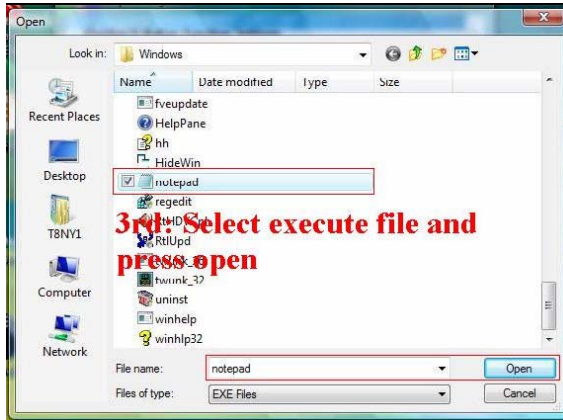 Open
Look in: Windows
Name Date modified Type Size
Recent Places
Desktop
T8NY1
Computer
Network
fveupdate
HelpPane
hh
HideWin
notepad
regedit
RtlUpd
twunk_32
uninst
winhelp
winhlp32
3rd: Select execute file and
press open
File name: notepad Open
Files of type: EXE Files Cancel